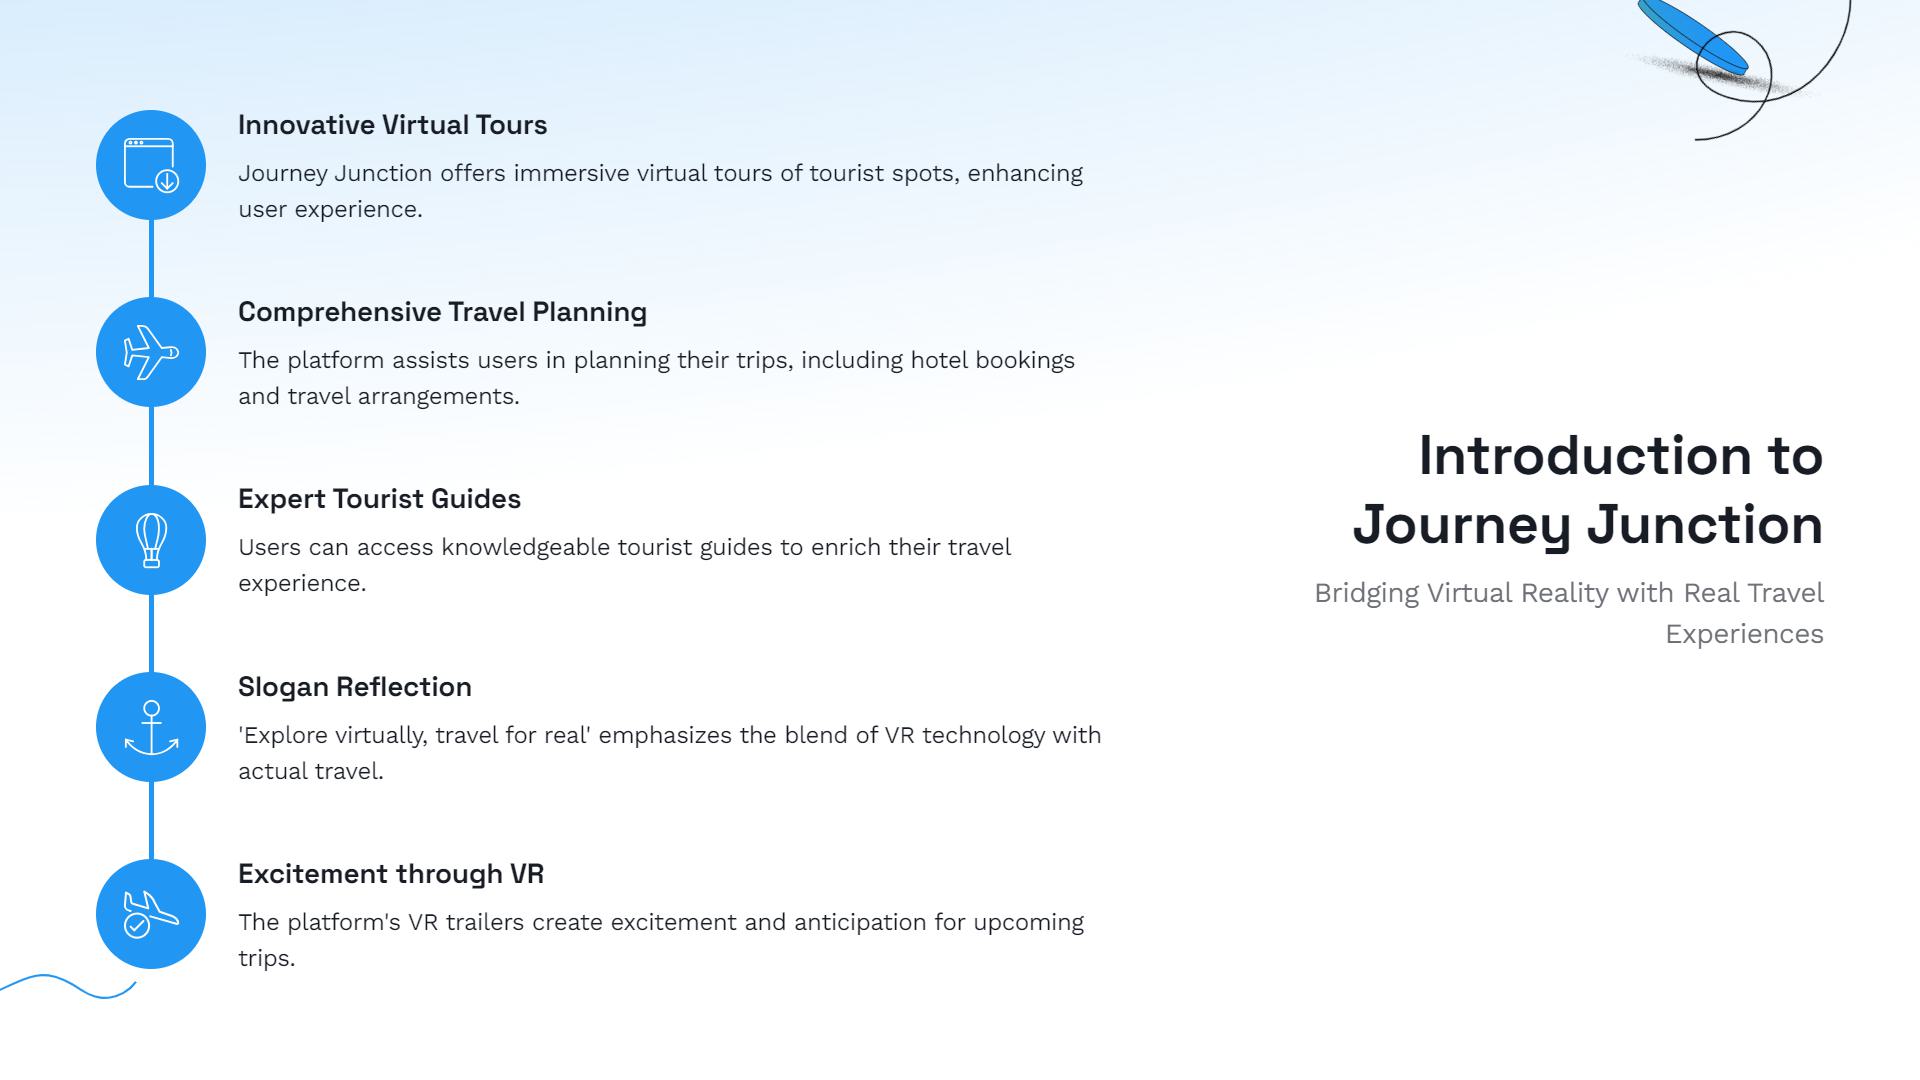 Innovative Virtual Tours
Journey Junction offers immersive virtual tours of tourist spots, enhancing
user experience.
Comprehensive Travel Planning
The platform assists users in planning their trips, including hotel bookings
and travel arrangements.
Expert Tourist Guides
Users can access knowledgeable tourist guides to enrich their travel
experience.
Slogan Reflection
'Explore virtually, travel for real' emphasizes the blend of VR technology with
actual travel.
Excitement through VR
The platform's VR trailers create excitement and anticipation for upcoming
trips.
Introduction to
Journey Junction
Bridging Virtual Reality with Real Travel
Experiences